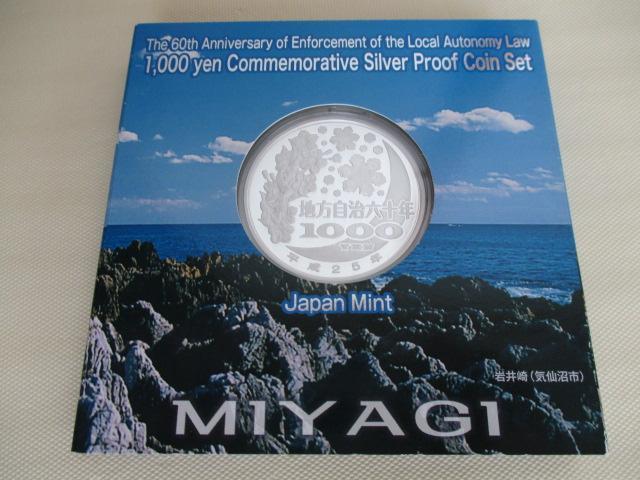 The 60th Anniversary of Enforcement of the Local Autonomy Law
1,000 yen Commemorative Silver Proof Coin Set
地方自治六十年
1000
平成25年
Japan Mint
岩井崎(気仙沼市)
MIYAGI